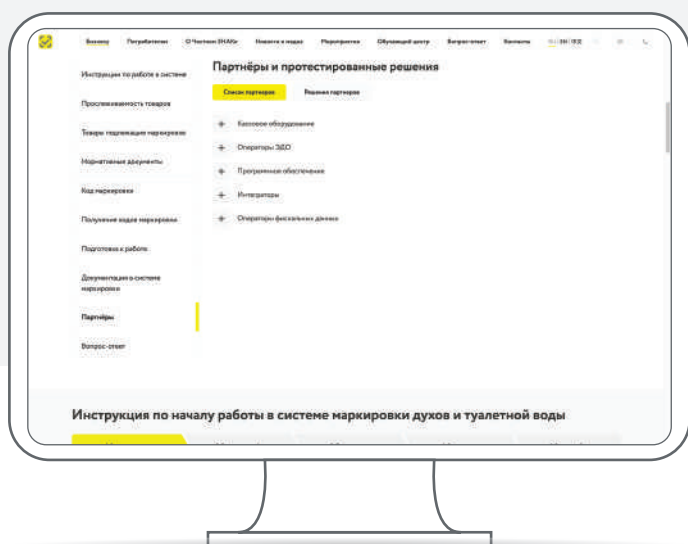 Бизнесу Потребителям О Честном ЗНАКе Новости и медиа Мероприятия Обучающий центр Вопрос-ответ Контакты
Партнёры и протестированные решения
Список партнеров Решения партнеров
Инструкции по работе в системе
Прослеживаемость товаров
Товары подлежащие маркировке
Нормативные документы
Код маркировки
Получение кодов маркировки
Подготовка к работе
Документация в системе
маркировки
Партнёры
Вопрос-ответ
+ Кассовое оборудование
+ Операторы ЭДО
+ Программное обеспечение
+ Интеграторы
+ Операторы фискальных данных
Инструкция по началу работы в системе маркировки духов и туалетной воды